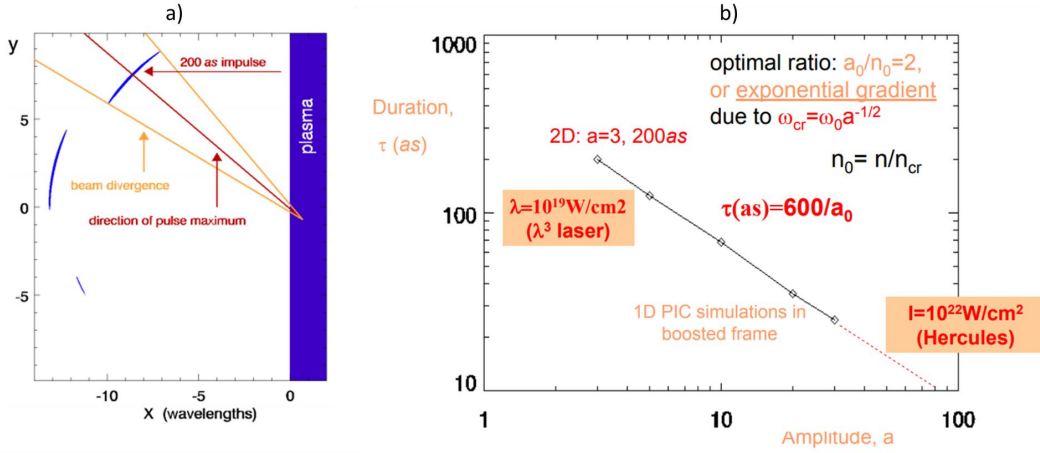 a)
y
5
0
-5
-10
-5
0
X (wavelengths)
200 as impulse
beam divergence
direction of pulse maximum
plasma
b)
1000
100
10
1
10
100
Duration,
τ (as)
Amplitude, a
optimal ratio: a₀/n₀=2,
or exponential gradient
due to ω_cr=ω₀a^-1/2
n₀= n/n_cr
2D: a=3, 200as
λ=10¹⁹W/cm2
(λ³ laser)
τ(as)=600/a₀
1D PIC simulations in
boosted frame
I=10²²W/cm²
(Hercules)